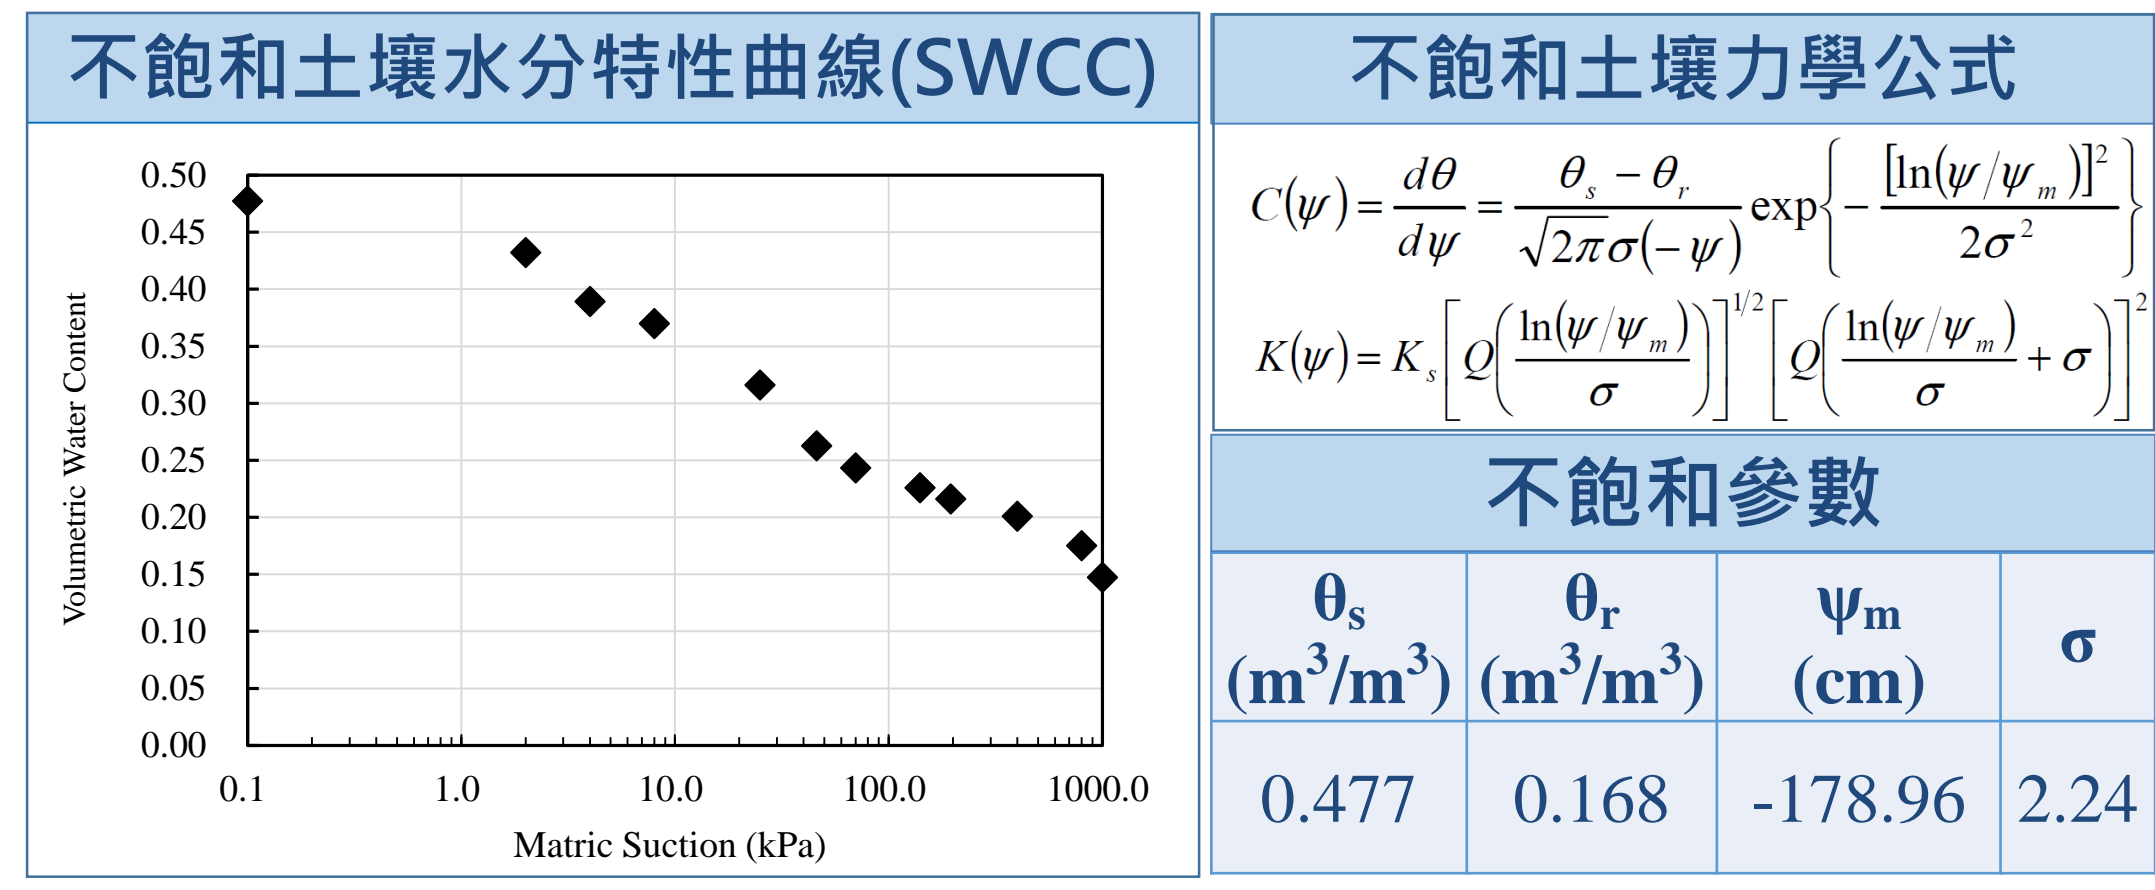 不飽和土壤水分特性曲線(SWCC)
0.50
0.45
0.40
0.35
0.30
0.25
0.20
0.15
0.10
0.05
0.00
Volumetric Water Content
0.1 1.0 10.0 100.0 1000.0
Matric Suction (kPa)
不飽和土壤力學公式
C(ψ) = dθ/dψ = (θs − θr)/(√2π σ(−ψ)) exp{− [ln(ψ/ψm)]²/2σ²}
K(ψ) = Ks [Q(ln(ψ/ψm)/σ)]^1/2 [Q(ln(ψ/ψm)/σ + σ)]²
不飽和參數
θs (m³/m³) θr (m³/m³) ψm (cm) σ
0.477 0.168 -178.96 2.24